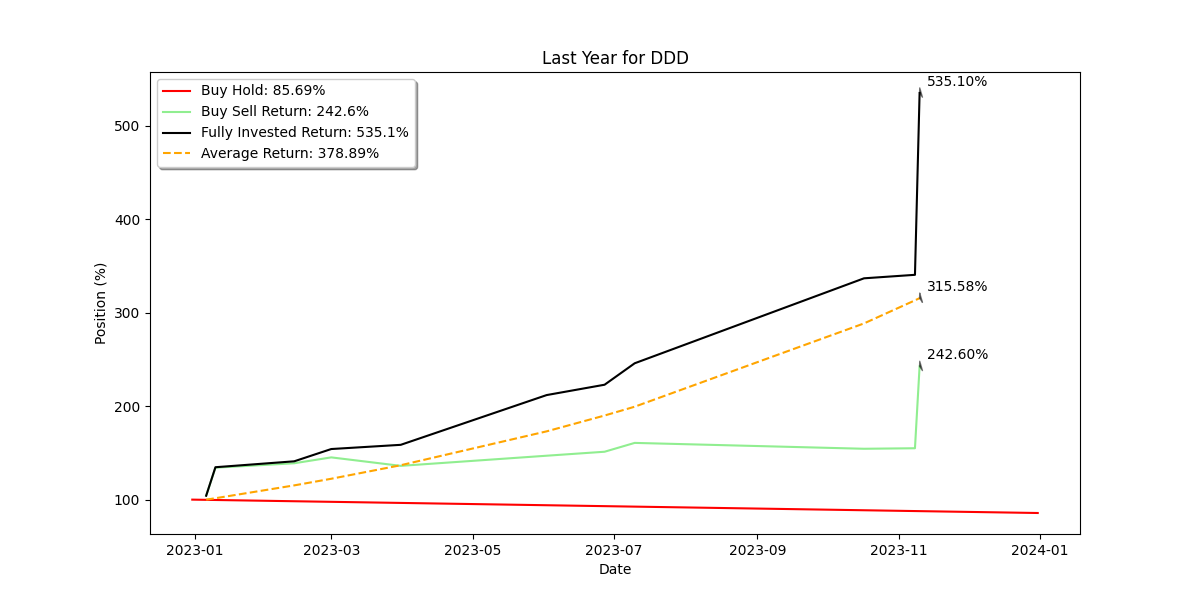 Last Year for DDD
Buy Hold: 85.69%
Buy Sell Return: 242.6%
Fully Invested Return: 535.1%
Average Return: 378.89%
535.10%
315.58%
242.60%
500
400
300
200
100
Position (%)
2023-01 2023-03 2023-05 2023-07 2023-09 2023-11 2024-01
Date